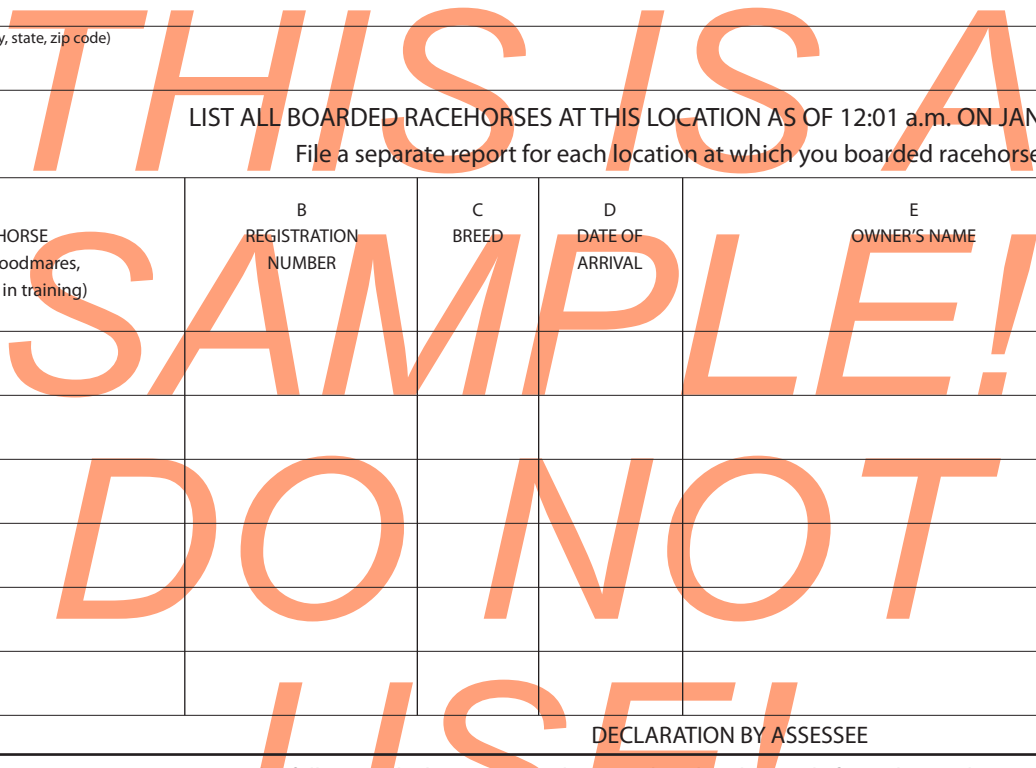 y, state, zip code)
LIST ALL BOARDED RACEHORSES AT THIS LOCATION AS OF 12:01 a.m. ON JAN
File a separate report for each location at which you boarded racehorse
HORSE
oodmares,
in training)
B
REGISTRATION
NUMBER
C
BREED
D
DATE OF
ARRIVAL
E
OWNER'S NAME
DECLARATION BY ASSESSEE
THIS IS A
SAMPLE!
DO NOT
USE!